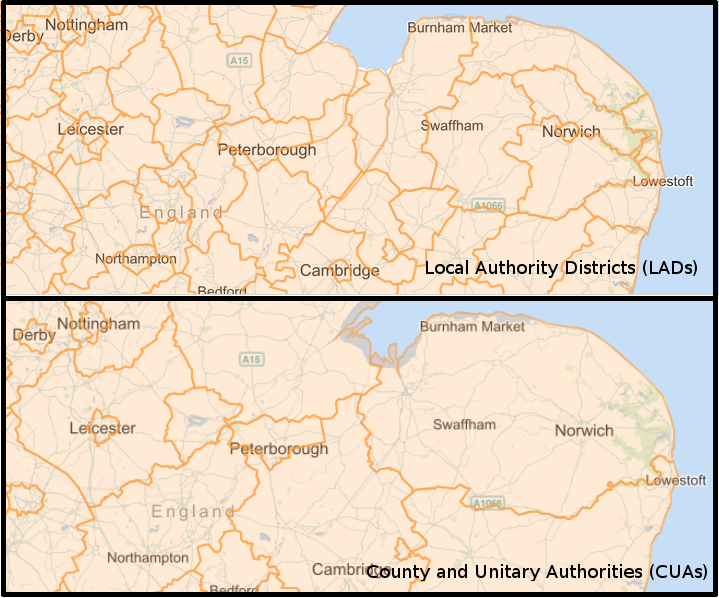 Nottingham
Derby
Burnham Market
A15
Leicester
Swaffham
Norwich
Peterborough
Lowestoft
England
A1066
Northampton
Cambridge
Local Authority Districts (LADs)
Bedford
Nottingham
Derby
Burnham Market
A15
Leicester
Swaffham
Norwich
Peterborough
Lowestoft
England
A1066
Northampton
Cambridge
County and Unitary Authorities (CUAs)
Bedford